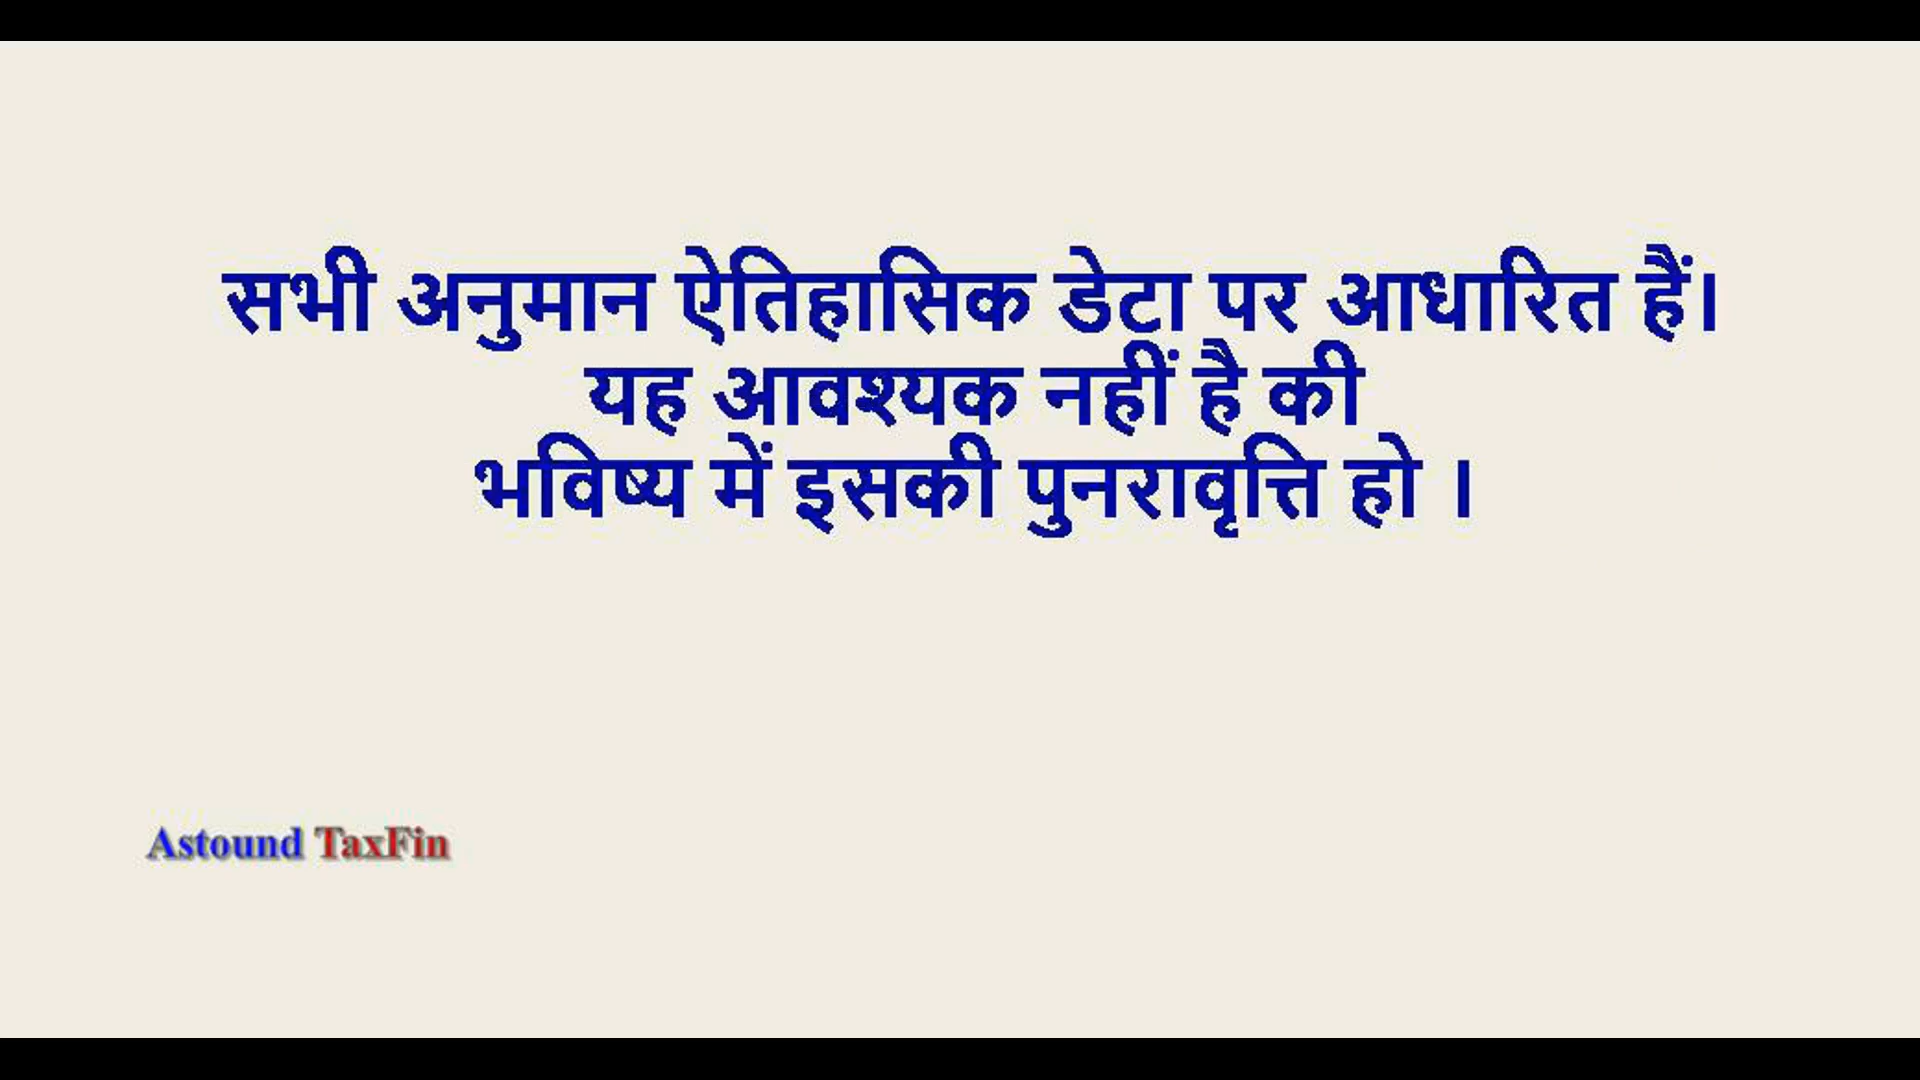 सभी अनुमान ऐतिहासिक डेटा पर आधारित हैं।
यह आवश्यक नहीं है की
भविष्य में इसकी पुनरावृत्ति हो ।
Astound TaxFin